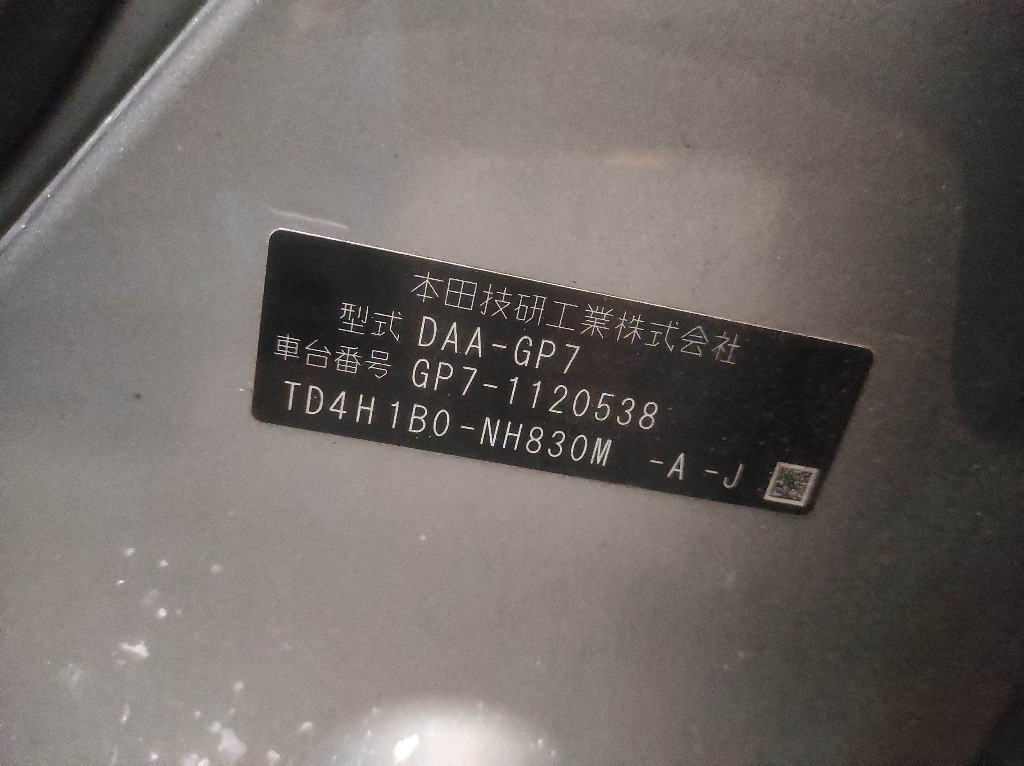 本田技研工業株式会社
型式 DAA-GP7
車台番号 GP7-1120538
TD4H1B0-NH830M -A -J